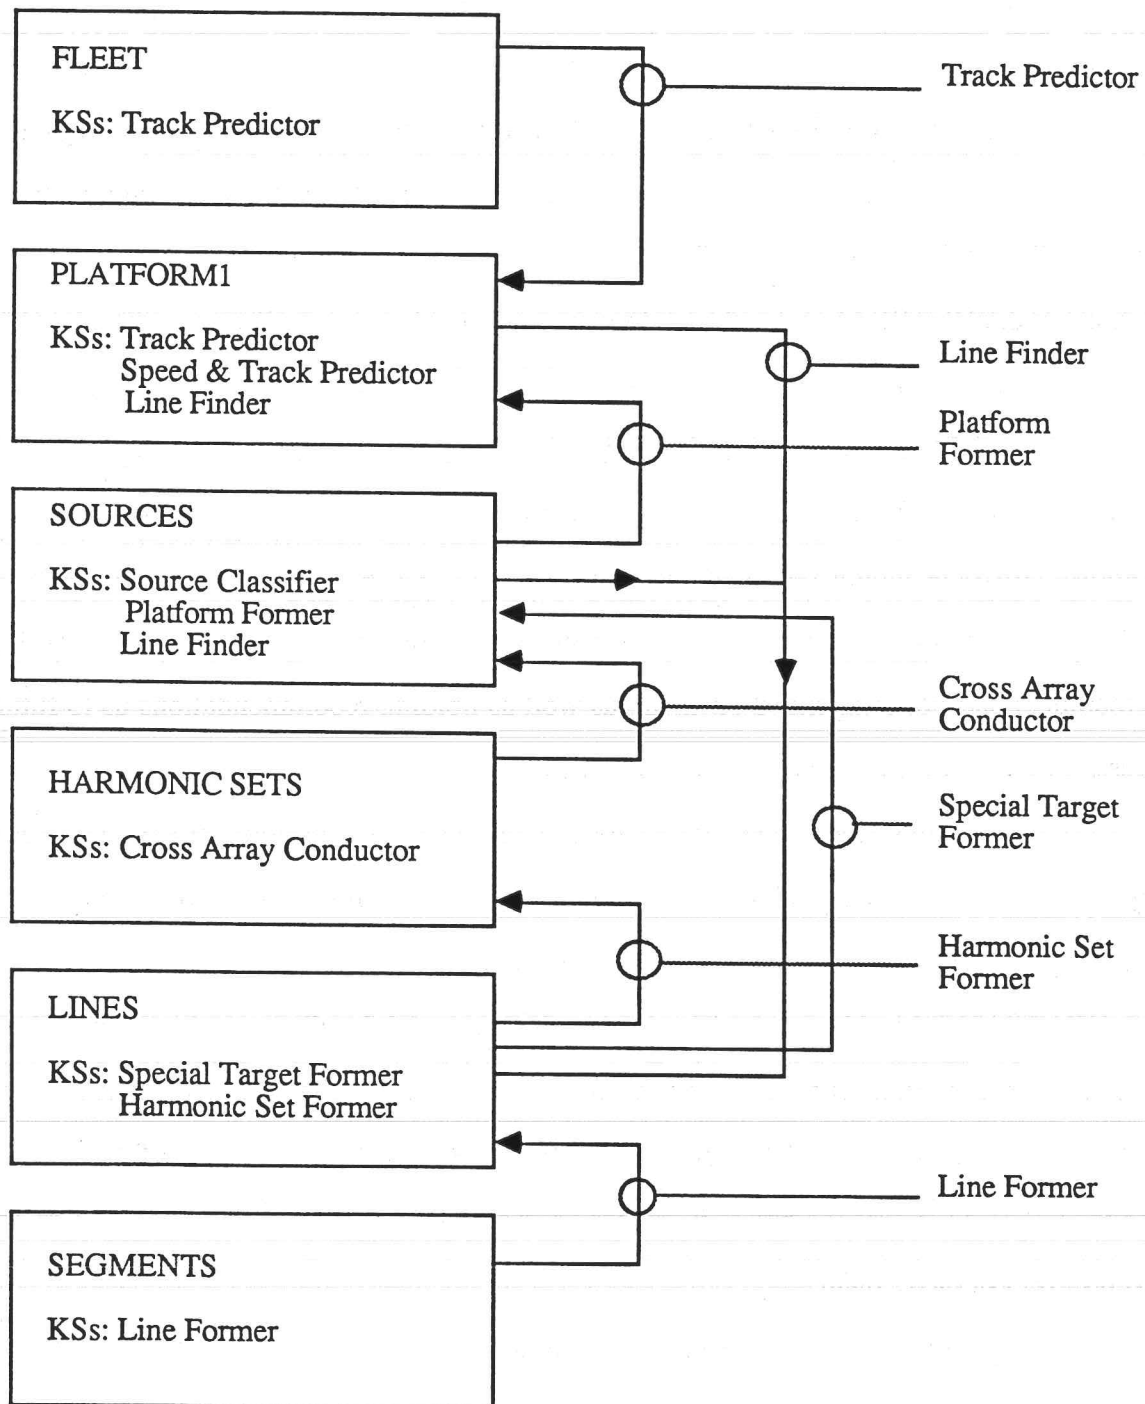 FLEET
KSs: Track Predictor
PLATFORM1
KSs: Track Predictor
Speed & Track Predictor
Line Finder
SOURCES
KSs: Source Classifier
Platform Former
Line Finder
HARMONIC SETS
KSs: Cross Array Conductor
LINES
KSs: Special Target Former
Harmonic Set Former
SEGMENTS
KSs: Line Former
Track Predictor
Line Finder
Platform
Former
Cross Array
Conductor
Special Target
Former
Harmonic Set
Former
Line Former